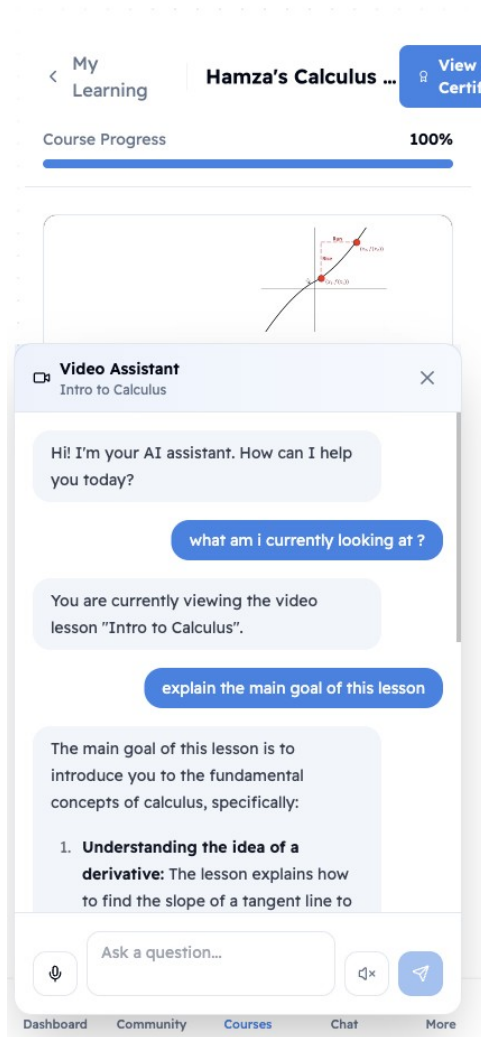 My
Learning
Hamza's Calculus ...
View
Certif
Course Progress
100%
Run
Rise
Video Assistant
Intro to Calculus
Hi! I'm your AI assistant. How can I help
you today?
what am i currently looking at ?
You are currently viewing the video
lesson "Intro to Calculus".
explain the main goal of this lesson
The main goal of this lesson is to
introduce you to the fundamental
concepts of calculus, specifically:
1. Understanding the idea of a
derivative: The lesson explains how
to find the slope of a tangent line to
Ask a question...
Dashboard
Community
Courses
Chat
More